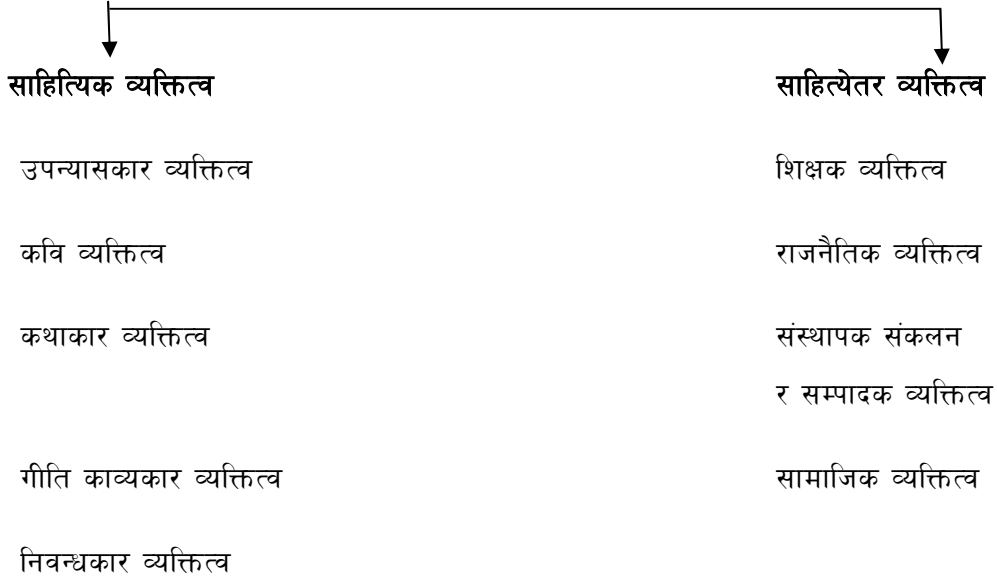 साहित्यिक व्यक्तित्व
साहित्येतर व्यक्तित्व
उपन्यासकार व्यक्तित्व
शिक्षक व्यक्तित्व
कवि व्यक्तित्व
राजनैतिक व्यक्तित्व
कथाकार व्यक्तित्व
संस्थापक संकलन
र सम्पादक व्यक्तित्व
गीति काव्यकार व्यक्तित्व
सामाजिक व्यक्तित्व
निवन्धकार व्यक्तित्व